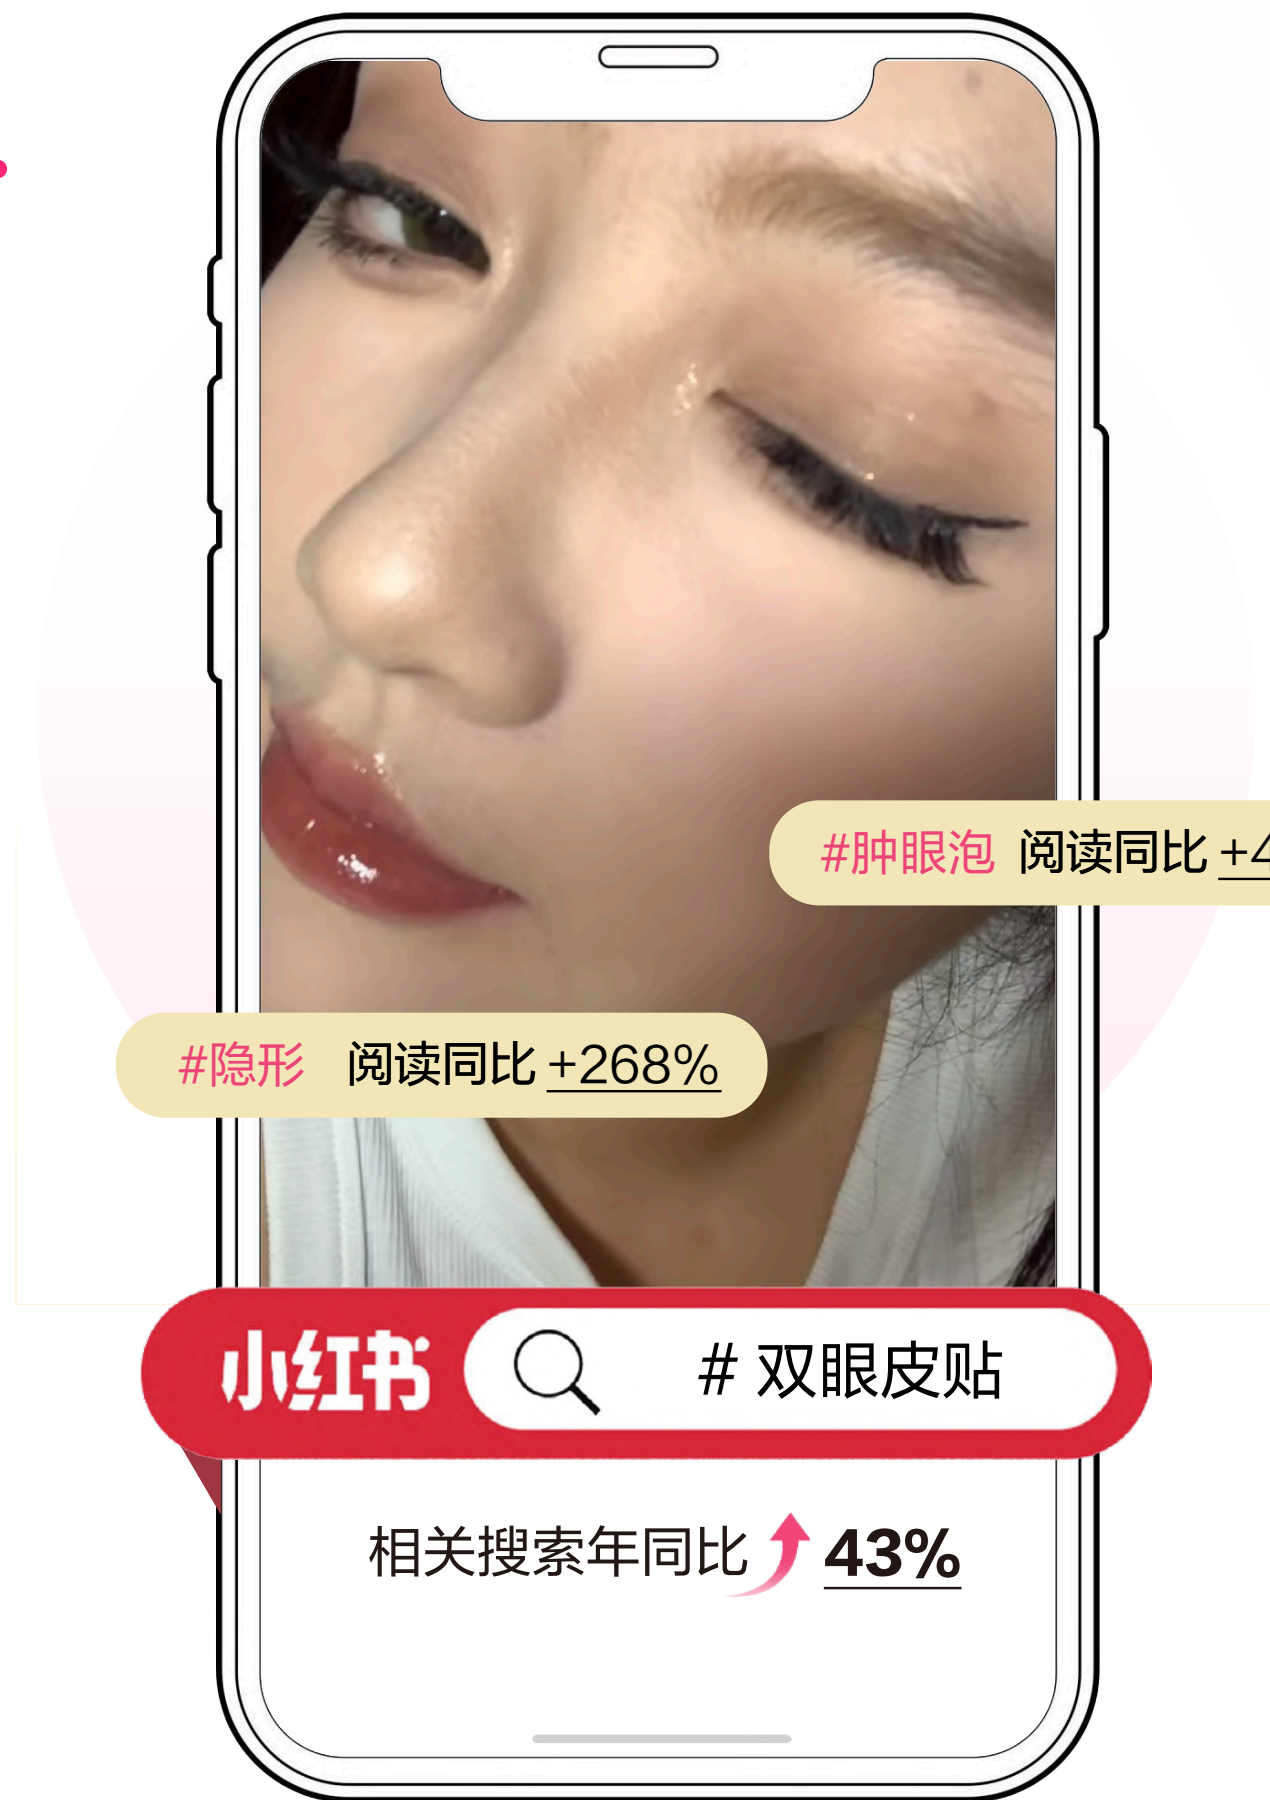 #肿眼泡 阅读同比 +4
#隐形 阅读同比 +268%
小红书 # 双眼皮贴
相关搜索年同比 43%